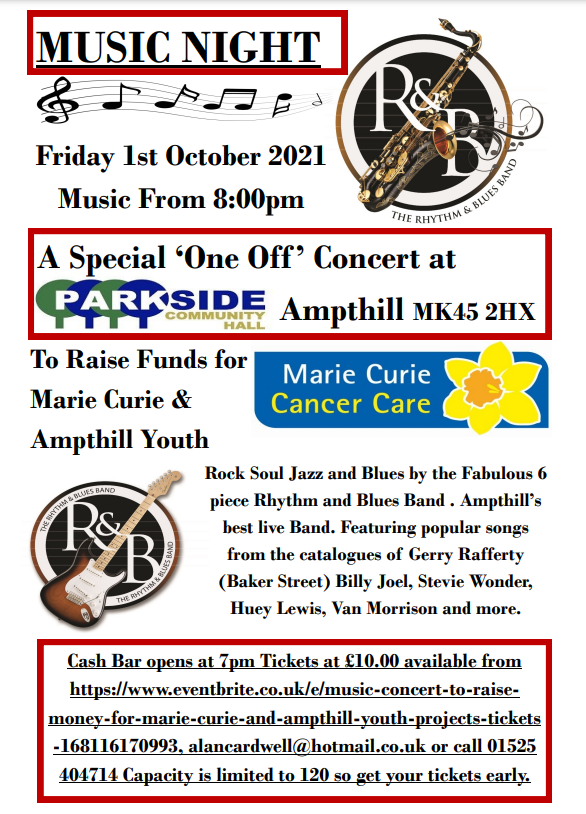 MUSIC NIGHT
R&B
THE RHYTHM & BLUES BAND
Friday 1st October 2021
Music From 8:00pm
A Special ‘One Off’ Concert at
PARKSIDE
COMMUNITY
HALL
Ampthill MK45 2HX
To Raise Funds for
Marie Curie &
Ampthill Youth
Marie Curie
Cancer Care
THE RHYTHM & BLUES BAND
R&B
THE RHYTHM & BLUES BAND
Rock Soul Jazz and Blues by the Fabulous 6
piece Rhythm and Blues Band . Ampthill’s
best live Band. Featuring popular songs
from the catalogues of Gerry Rafferty
(Baker Street) Billy Joel, Stevie Wonder,
Huey Lewis, Van Morrison and more.
Cash Bar opens at 7pm Tickets at £10.00 available from
https://www.eventbrite.co.uk/e/music-concert-to-raise-
money-for-marie-curie-and-ampthill-youth-projects-tickets
-168116170993, alancardwell@hotmail.co.uk or call 01525
404714 Capacity is limited to 120 so get your tickets early.